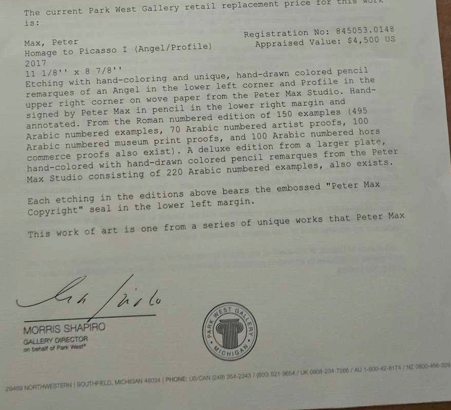 The current Park West Gallery retail replacement price for this work
is:
Registration No: 845053.0148
Max, Peter
Appraised Value: $4,500 US
Homage to Picasso I (Angel/Profile)
2017
11 1/8'' x 8 7/8''
Etching with hand-coloring and unique, hand-drawn colored pencil
remarques of an Angel in the lower left corner and Profile in the
upper right corner on wove paper from the Peter Max Studio. Hand-
signed by Peter Max in pencil in the lower right margin and
annotated. From the Roman numbered edition of 150 examples (495
Arabic numbered examples, 70 Arabic numbered artist proofs, 100
Arabic numbered museum print proofs, and 100 Arabic numbered hors
commerce proofs also exist). A deluxe edition from a larger plate,
hand-colored with hand-drawn colored pencil remarques from the Peter
Max Studio consisting of 220 Arabic numbered examples, also exists.
Each etching in the editions above bears the embossed "Peter Max
Copyright" seal in the lower left margin.
This work of art is one from a series of unique works that Peter Max
MORRIS SHAPIRO
GALLERY DIRECTOR
on behalf of Park West®
PARK WEST GALLERY
MICHIGAN
29469 NORTHWESTERN | SOUTHFIELD, MICHIGAN 48034 | PHONE: US/CAN (248) 354-2343